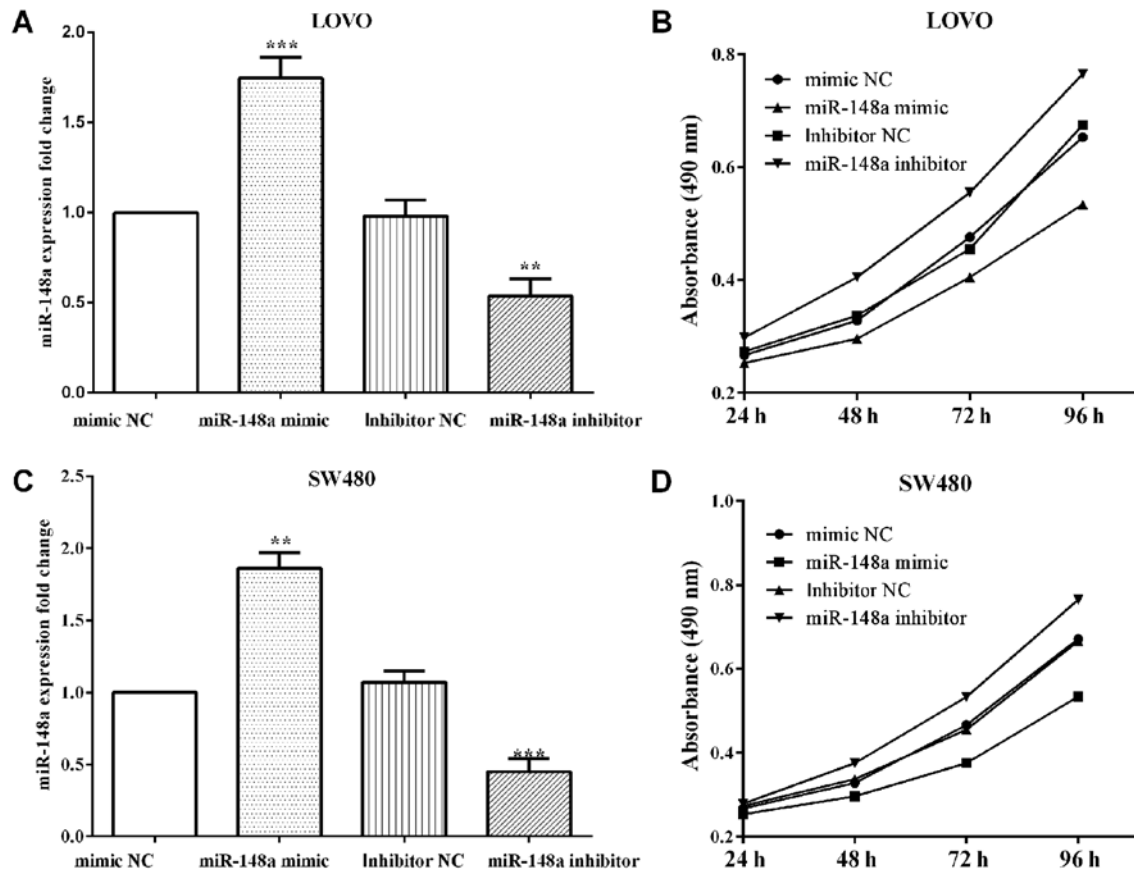 A
LOVO
miR-148a expression fold change
2.0
1.5
1.0
0.5
0.0
***
**
mimic NC
miR-148a mimic
Inhibitor NC
miR-148a inhibitor
B
LOVO
Absorbance (490 nm)
0.8
0.6
0.4
0.2
mimic NC
miR-148a mimic
Inhibitor NC
miR-148a inhibitor
24 h
48 h
72 h
96 h
C
SW480
miR-148a expression fold change
2.5
2.0
1.5
1.0
0.5
0.0
**
***
mimic NC
miR-148a mimic
Inhibitor NC
miR-148a inhibitor
D
SW480
Absorbance (490 nm)
1.0
0.8
0.6
0.4
0.2
mimic NC
miR-148a mimic
Inhibitor NC
miR-148a inhibitor
24 h
48 h
72 h
96 h